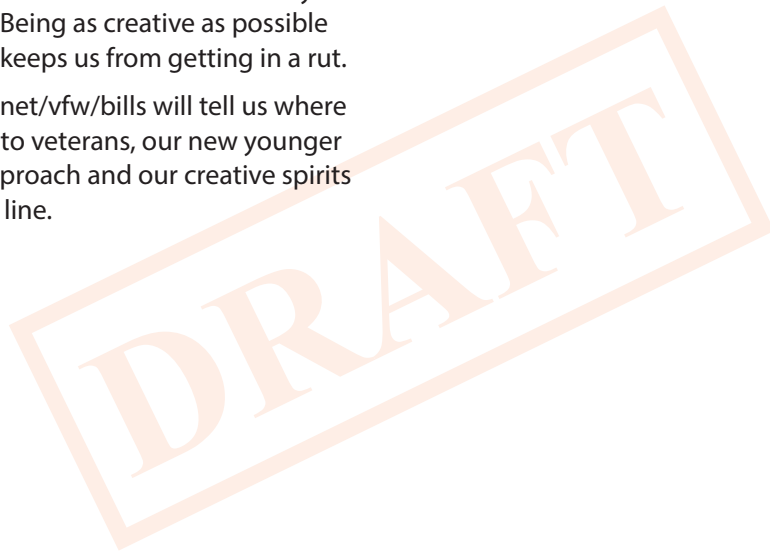 Being as creative as possible
keeps us from getting in a rut.
net/vfw/bills will tell us where
to veterans, our new younger
proach and our creative spirits
line.
DRAFT